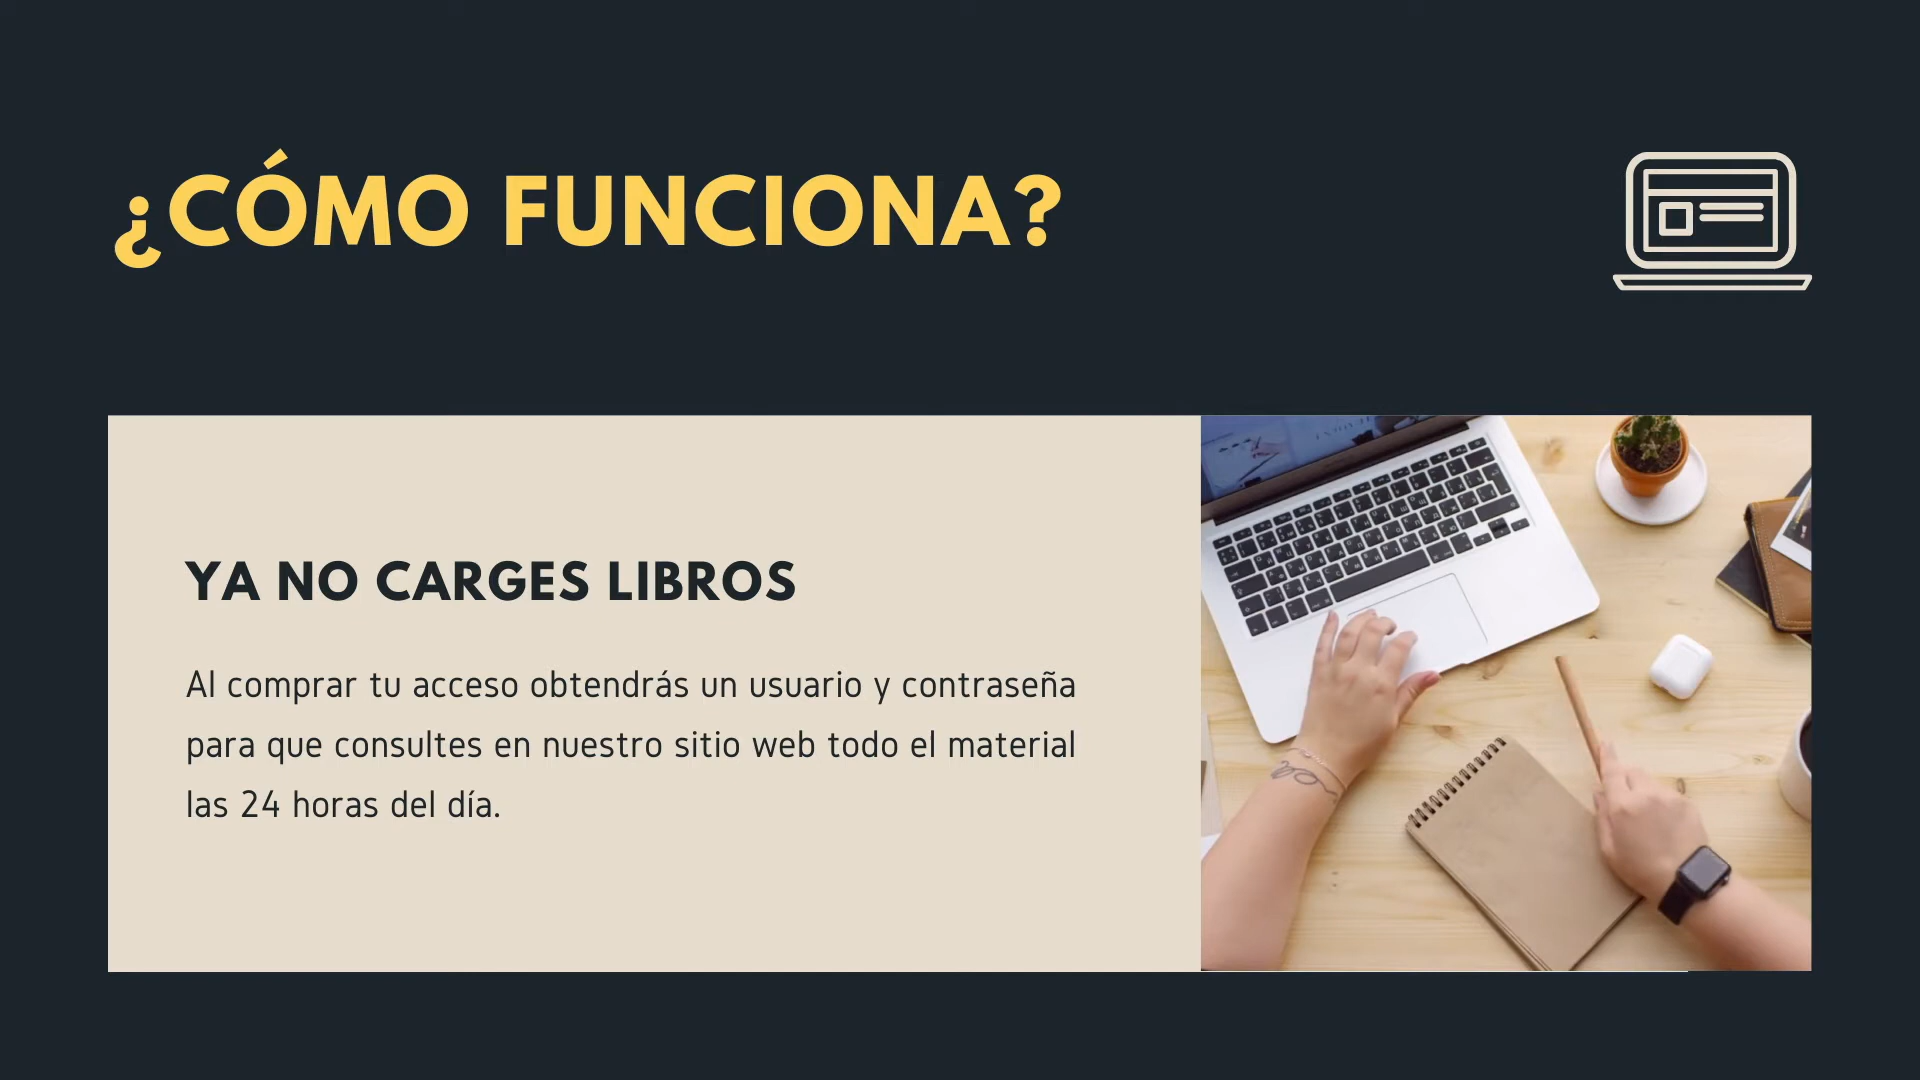 ¿CÓMO FUNCIONA?
YA NO CARGES LIBROS
Al comprar tu acceso obtendrás un usuario y contraseña
para que consultes en nuestro sitio web todo el material
las 24 horas del día.